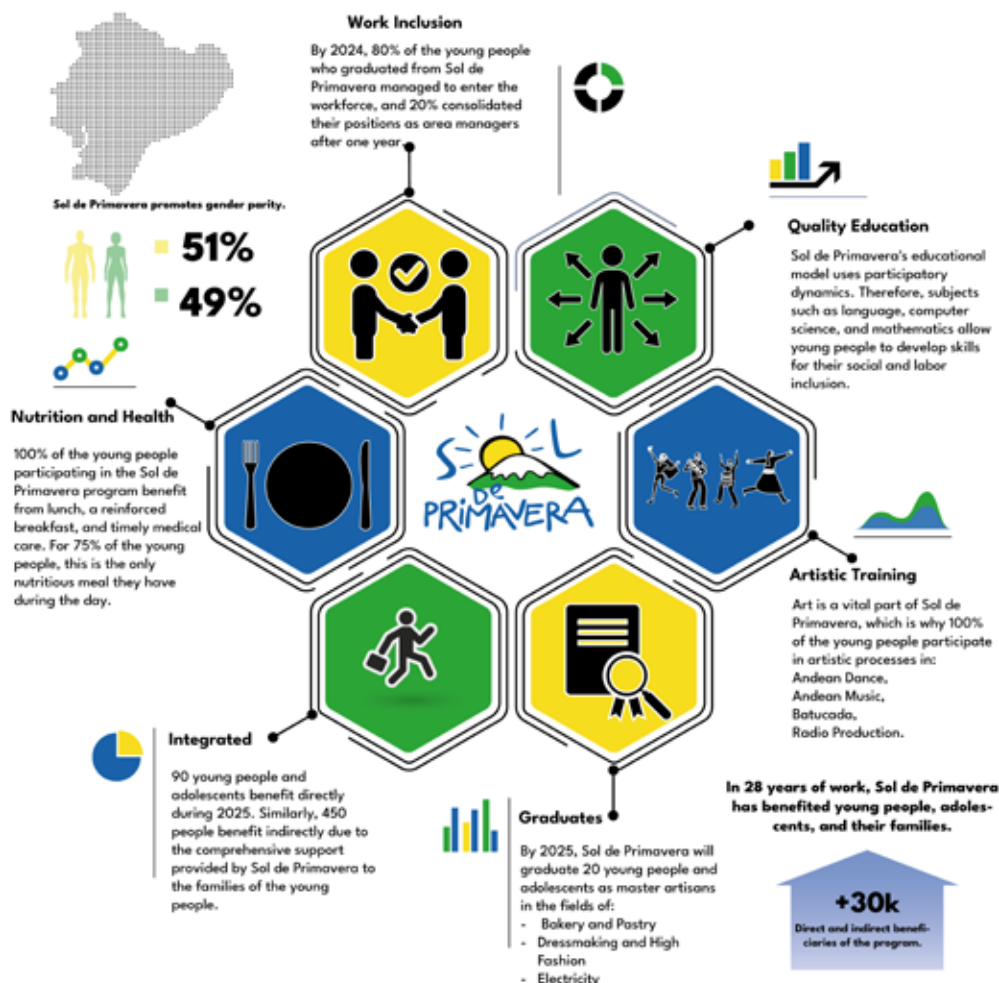 Work Inclusion
By 2024, 80% of the young people
who graduated from Sol de
Primavera managed to enter the
workforce, and 20% consolidated
their positions as area managers
after one year.
Sol de Primavera promotes gender parity.
51%
49%
Quality Education
Sol de Primavera's educational
model uses participatory
dynamics. Therefore, subjects
such as language, computer
science, and mathematics allow
young people to develop skills
for their social and labor
inclusion.
Nutrition and Health
100% of the young people
participating in the Sol de
Primavera program benefit
from lunch, a reinforced
breakfast, and timely medical
care. For 75% of the young
people, this is the only
nutritious meal they have
during the day.
SOL
De
PRiMAVERA
Artistic Training
Art is a vital part of Sol de
Primavera, which is why 100%
of the young people participate
in artistic processes in:
Andean Dance,
Andean Music,
Batucada,
Radio Production.
Integrated
90 young people and
adolescents benefit directly
during 2025. Similarly, 450
people benefit indirectly due to
the comprehensive support
provided by Sol de Primavera to
the families of the young
people.
Graduates
By 2025, Sol de Primavera will
graduate 20 young people and
adolescents as master artisans
in the fields of:
- Bakery and Pastry
- Dressmaking and High
Fashion
- Electricity
In 28 years of work, Sol de Primavera
has benefited young people, adoles-
cents, and their families.
+30k
Direct and indirect benefi-
ciaries of the program.